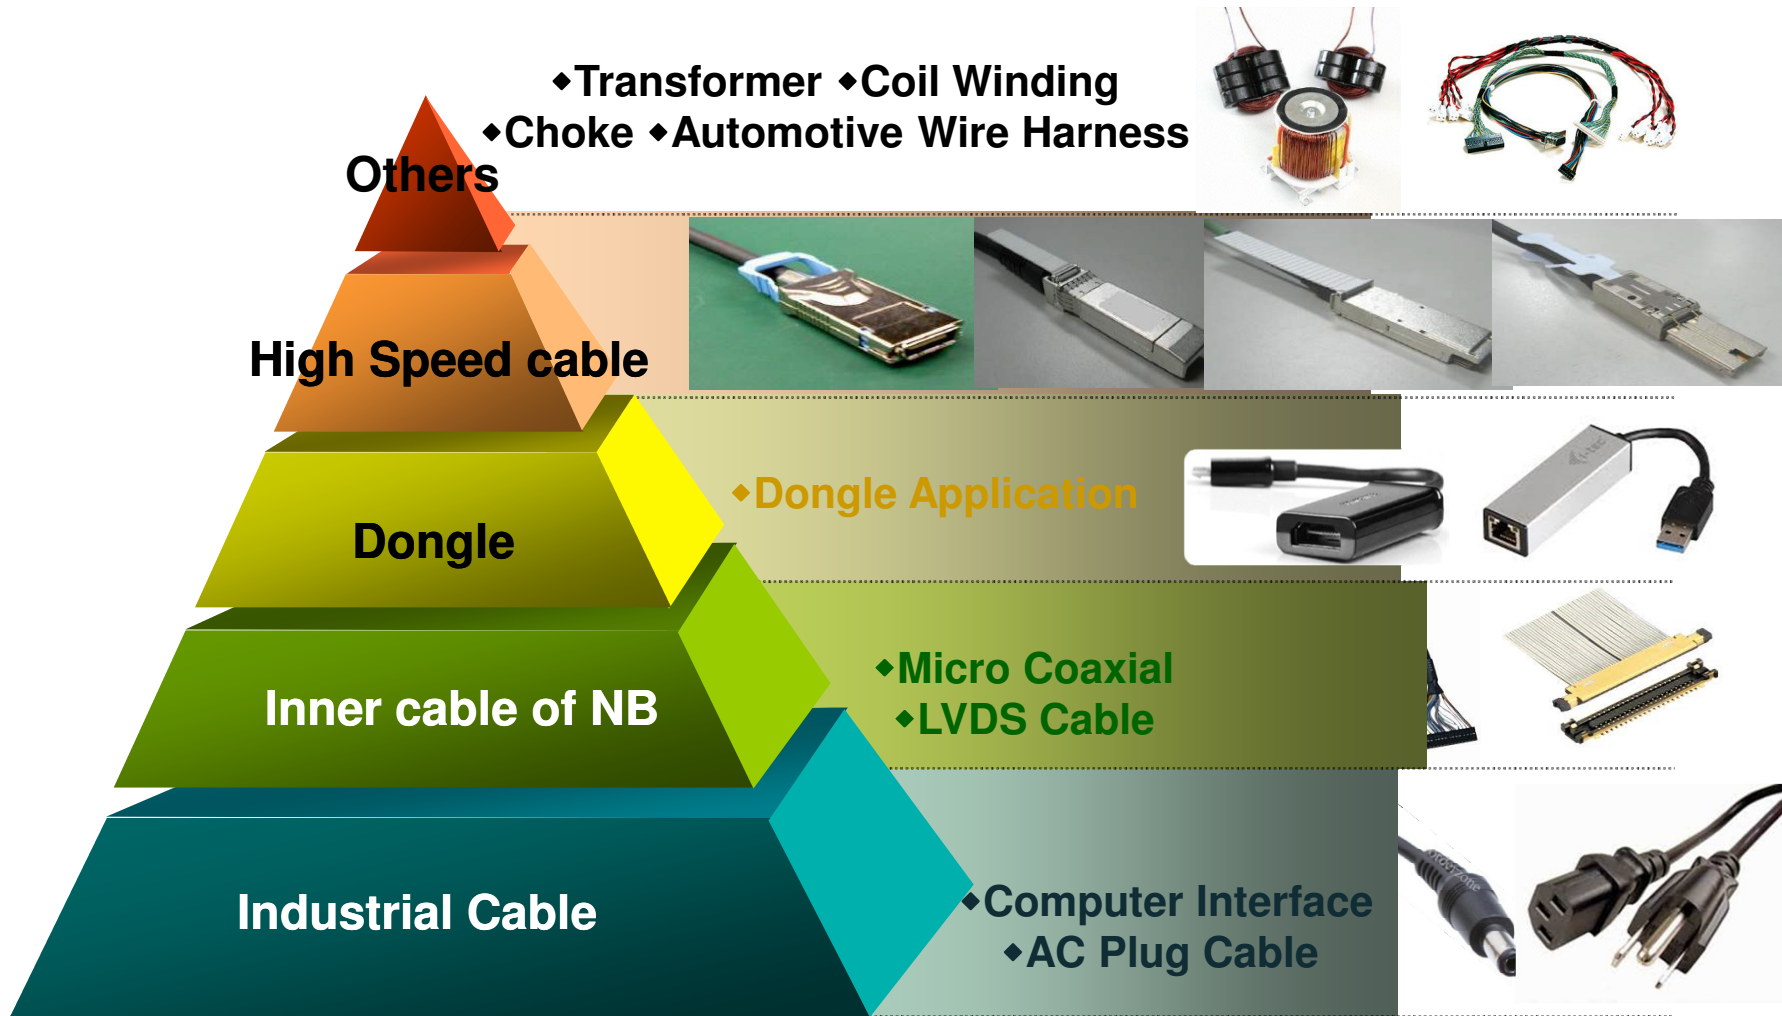 ◆Transformer ◆Coil Winding
◆Choke ◆Automotive Wire Harness
Others
High Speed cable
◆Dongle Application
i-tec
Dongle
◆Micro Coaxial
Inner cable of NB
◆LVDS Cable
◆Computer Interface
Industrial Cable
◆AC Plug Cable